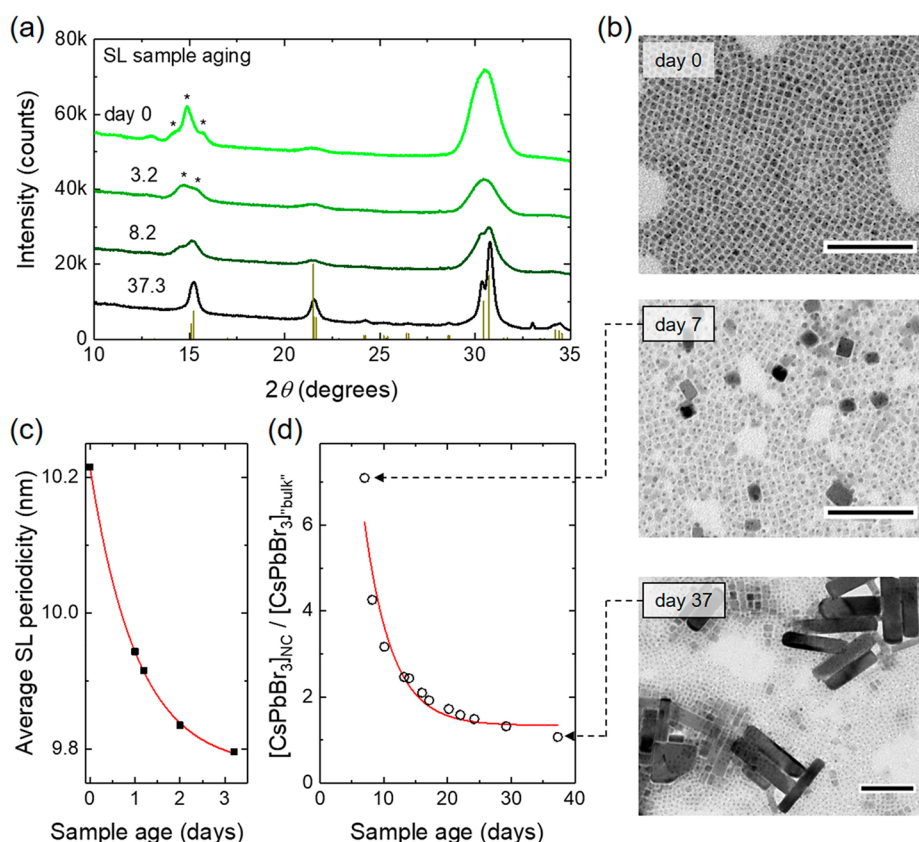 (a)
SL sample aging
day 0
3.2
8.2
37.3
* * *
* *
80k
60k
40k
20k
0
Intensity (counts)
10 15 20 25 30 35
2θ (degrees)
(b)
day 0
day 7
day 37
(c)
10.2
10.0
9.8
Average SL periodicity (nm)
0 1 2 3
Sample age (days)
(d)
6
4
2
0
[CsPbBr3]NC / [CsPbBr3]"bulk"
0 10 20 30 40
Sample age (days)